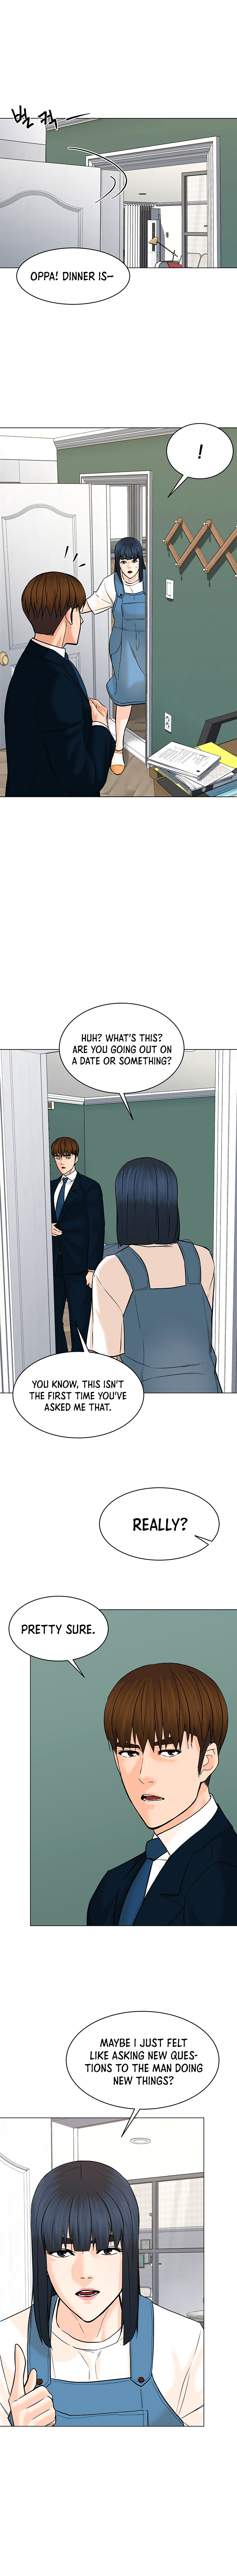 벌컥
OPPA! DINNER IS-
!
HUH? WHAT'S THIS?
ARE YOU GOING OUT ON
A DATE OR SOMETHING?
YOU KNOW, THIS ISN'T
THE FIRST TIME YOU'VE
ASKED ME THAT.
REALLY?
PRETTY SURE.
MAYBE I JUST FELT
LIKE ASKING NEW QUES-
TIONS TO THE MAN DOING
NEW THINGS?